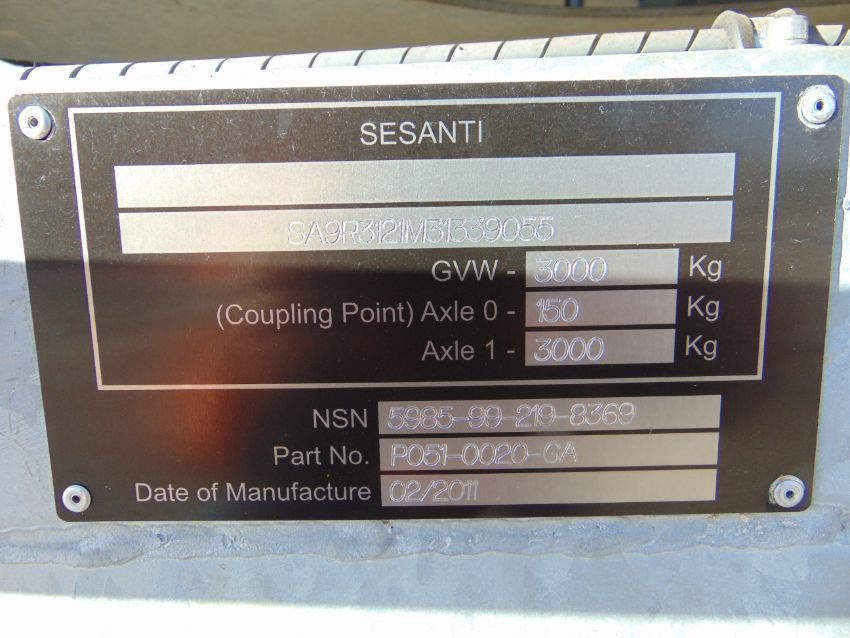 SESANTI
SA9R3121M31339055
GVW - 3000 Kg
(Coupling Point) Axle 0 - 150 Kg
Axle 1 - 3000 Kg
NSN 5985-99-219-8369
Part No. P051-0020-GA
Date of Manufacture 02/2011